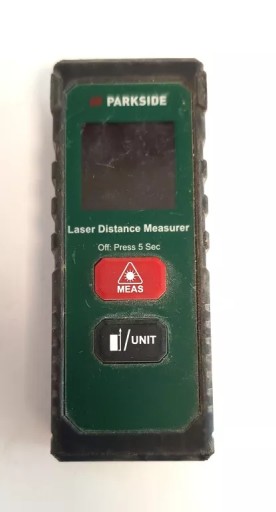 PARKSIDE
Laser Distance Measurer
Off: Press 5 Sec
MEAS
/UNIT